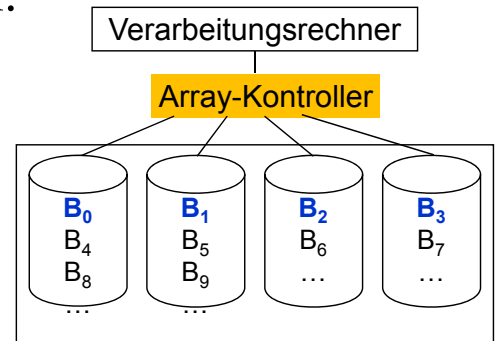 Verarbeitungsrechner
Array-Kontroller
B₀ B₁ B₂ B₃
B₄ B₅ B₆ B₇
B₈ B₉ … …
… …